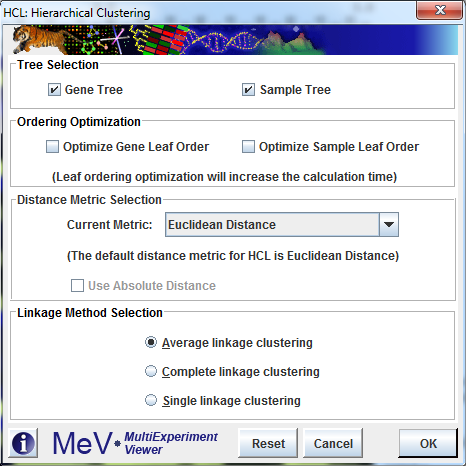 HCL: Hierarchical Clustering
Tree Selection
Gene Tree Sample Tree
Ordering Optimization
Optimize Gene Leaf Order Optimize Sample Leaf Order
(Leaf ordering optimization will increase the calculation time)
Distance Metric Selection
Current Metric: Euclidean Distance
(The default distance metric for HCL is Euclidean Distance)
Use Absolute Distance
Linkage Method Selection
Average linkage clustering
Complete linkage clustering
Single linkage clustering
MeV MultiExperiment
Viewer
Reset Cancel OK